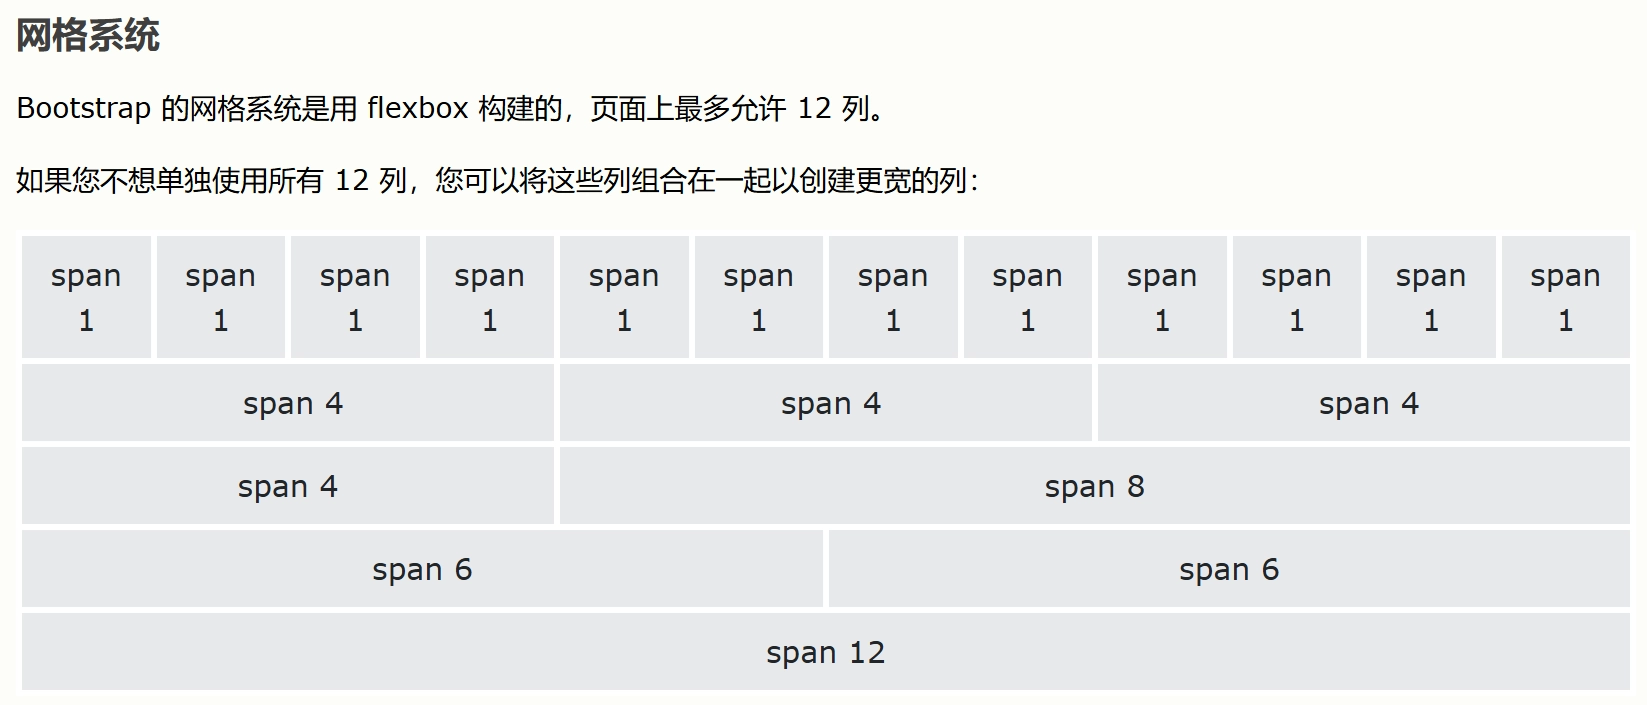 网格系统
Bootstrap 的网格系统是用 flexbox 构建的，页面上最多允许 12 列。
如果您不想单独使用所有 12 列，您可以将这些列组合在一起以创建更宽的列：
span span span span span span span span span span span span
1 1 1 1 1 1 1 1 1 1 1 1
span 4 span 4 span 4
span 4 span 8
span 6 span 6
span 12